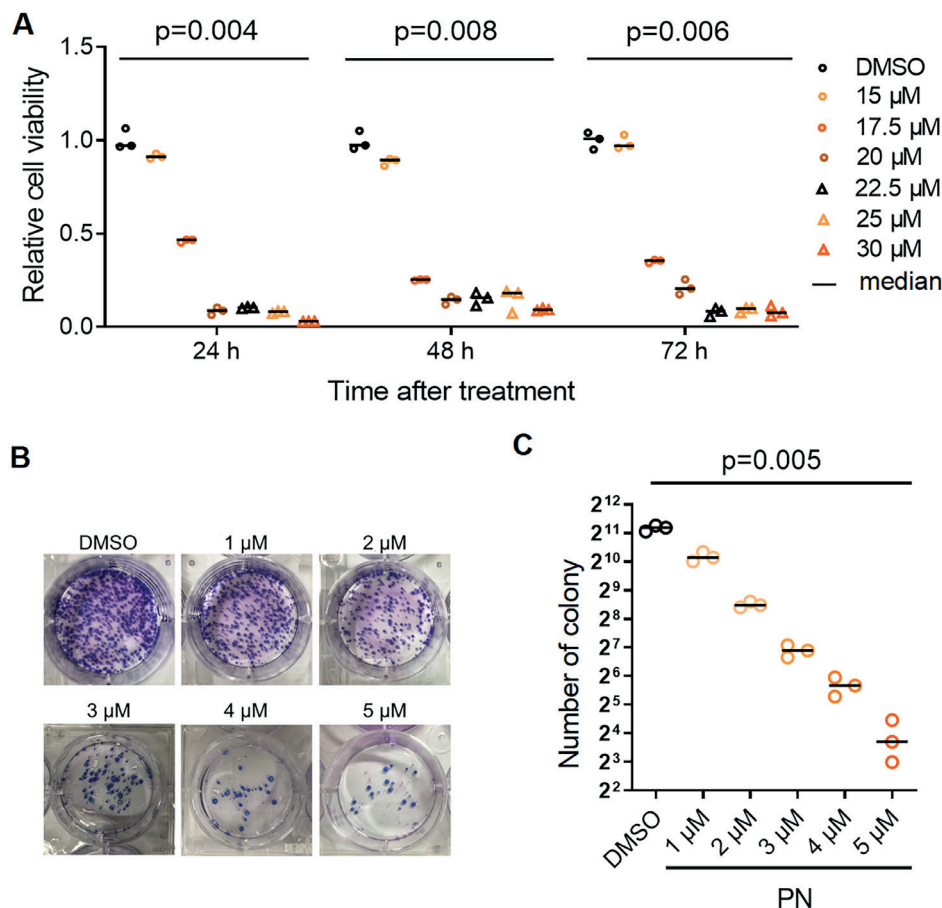 A
p=0.004
p=0.008
p=0.006
Relative cell viability
1.5
1.0
0.5
0.0
24 h
48 h
72 h
Time after treatment
DMSO
15 µM
17.5 µM
20 µM
22.5 µM
25 µM
30 µM
median
B
DMSO
1 µM
2 µM
3 µM
4 µM
5 µM
C
p=0.005
Number of colony
2¹²
2¹¹
2¹⁰
2⁹
2⁸
2⁷
2⁶
2⁵
2⁴
2³
2²
DMSO
1 µM
2 µM
3 µM
4 µM
5 µM
PN